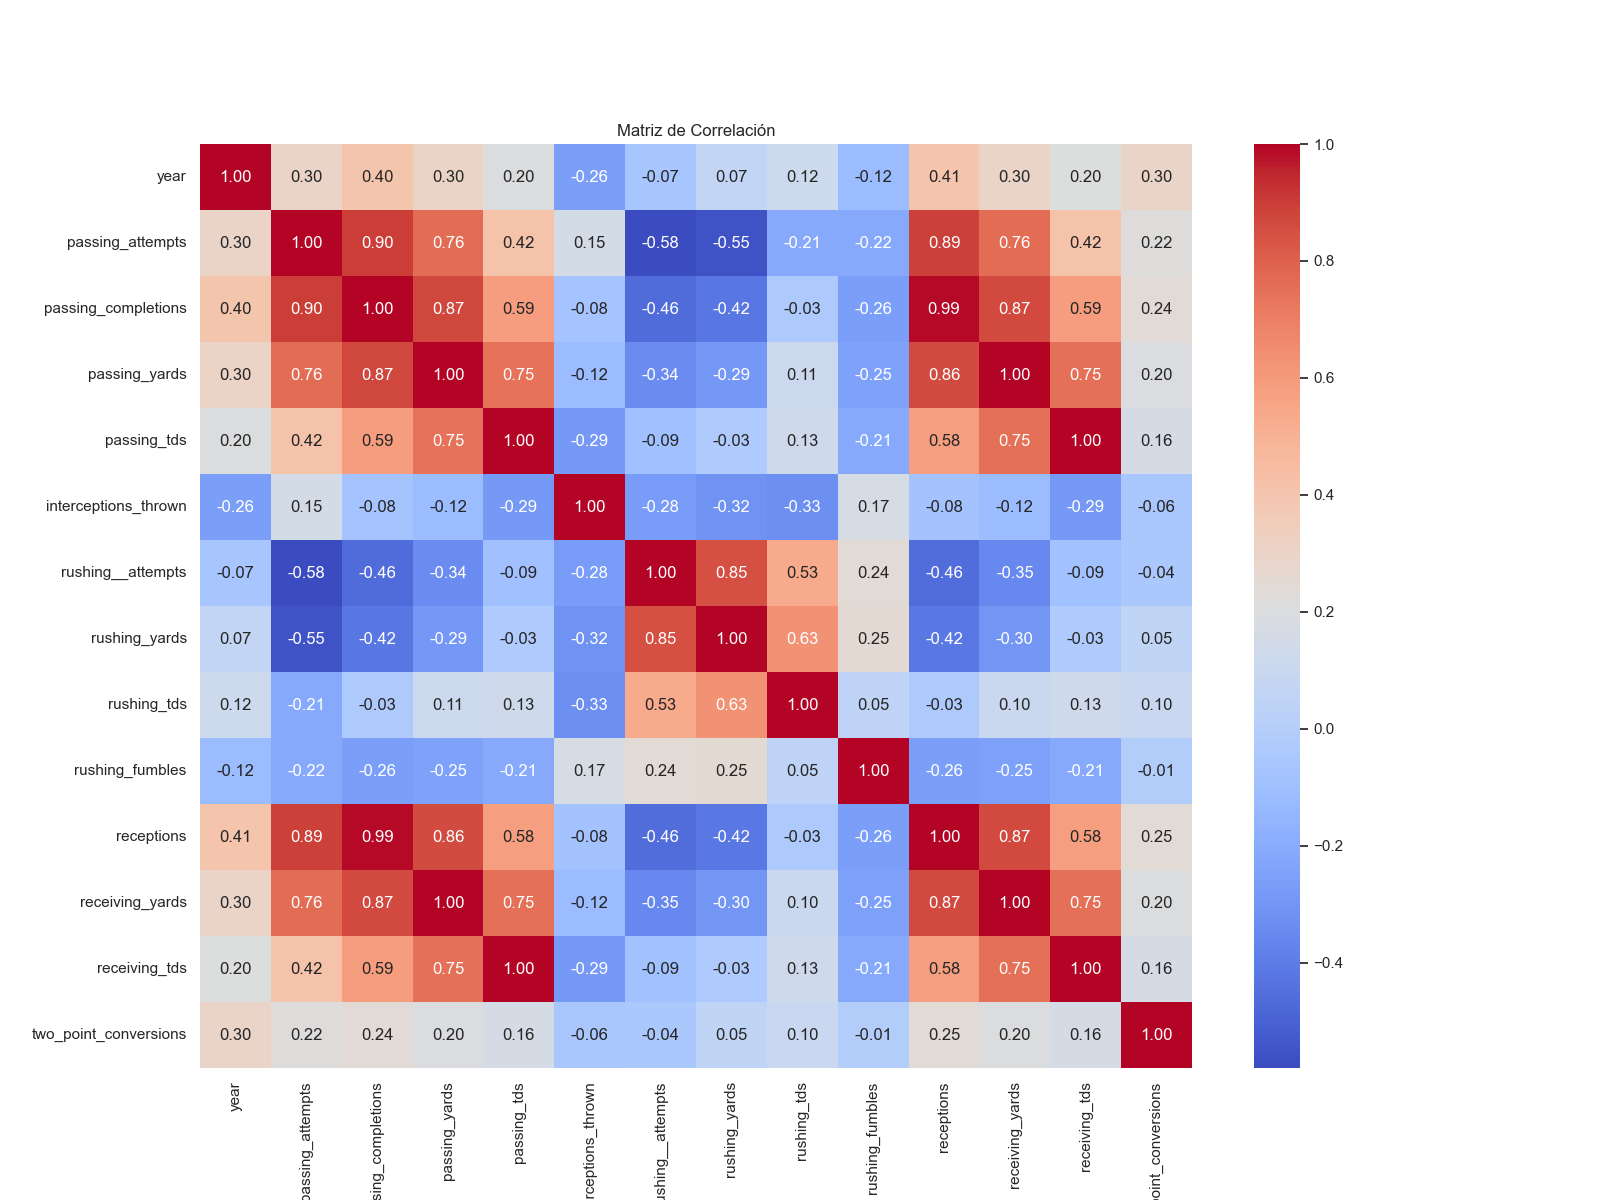 Matriz de Correlación
year 1.00 0.30 0.40 0.30 0.20 -0.26 -0.07 0.07 0.12 -0.12 0.41 0.30 0.20 0.30
passing_attempts 0.30 1.00 0.90 0.76 0.42 0.15 -0.58 -0.55 -0.21 -0.22 0.89 0.76 0.42 0.22
passing_completions 0.40 0.90 1.00 0.87 0.59 -0.08 -0.46 -0.42 -0.03 -0.26 0.99 0.87 0.59 0.24
passing_yards 0.30 0.76 0.87 1.00 0.75 -0.12 -0.34 -0.29 0.11 -0.25 0.86 1.00 0.75 0.20
passing_tds 0.20 0.42 0.59 0.75 1.00 -0.29 -0.09 -0.03 0.13 -0.21 0.58 0.75 1.00 0.16
interceptions_thrown -0.26 0.15 -0.08 -0.12 -0.29 1.00 -0.28 -0.32 -0.33 0.17 -0.08 -0.12 -0.29 -0.06
rushing__attempts -0.07 -0.58 -0.46 -0.34 -0.09 -0.28 1.00 0.85 0.53 0.24 -0.46 -0.35 -0.09 -0.04
rushing_yards 0.07 -0.55 -0.42 -0.29 -0.03 -0.32 0.85 1.00 0.63 0.25 -0.42 -0.30 -0.03 0.05
rushing_tds 0.12 -0.21 -0.03 0.11 0.13 -0.33 0.53 0.63 1.00 0.05 -0.03 0.10 0.13 0.10
rushing_fumbles -0.12 -0.22 -0.26 -0.25 -0.21 0.17 0.24 0.25 0.05 1.00 -0.26 -0.25 -0.21 -0.01
receptions 0.41 0.89 0.99 0.86 0.58 -0.08 -0.46 -0.42 -0.03 -0.26 1.00 0.87 0.58 0.25
receiving_yards 0.30 0.76 0.87 1.00 0.75 -0.12 -0.35 -0.30 0.10 -0.25 0.87 1.00 0.75 0.20
receiving_tds 0.20 0.42 0.59 0.75 1.00 -0.29 -0.09 -0.03 0.13 -0.21 0.58 0.75 1.00 0.16
two_point_conversions 0.30 0.22 0.24 0.20 0.16 -0.06 -0.04 0.05 0.10 -0.01 0.25 0.20 0.16 1.00
year
passing_attempts
sing_completions
passing_yards
passing_tds
rceptions_thrown
ushing__attempts
rushing_yards
rushing_tds
rushing_fumbles
receptions
receiving_yards
receiving_tds
point_conversions
1.0
0.8
0.6
0.4
0.2
0.0
−0.2
−0.4